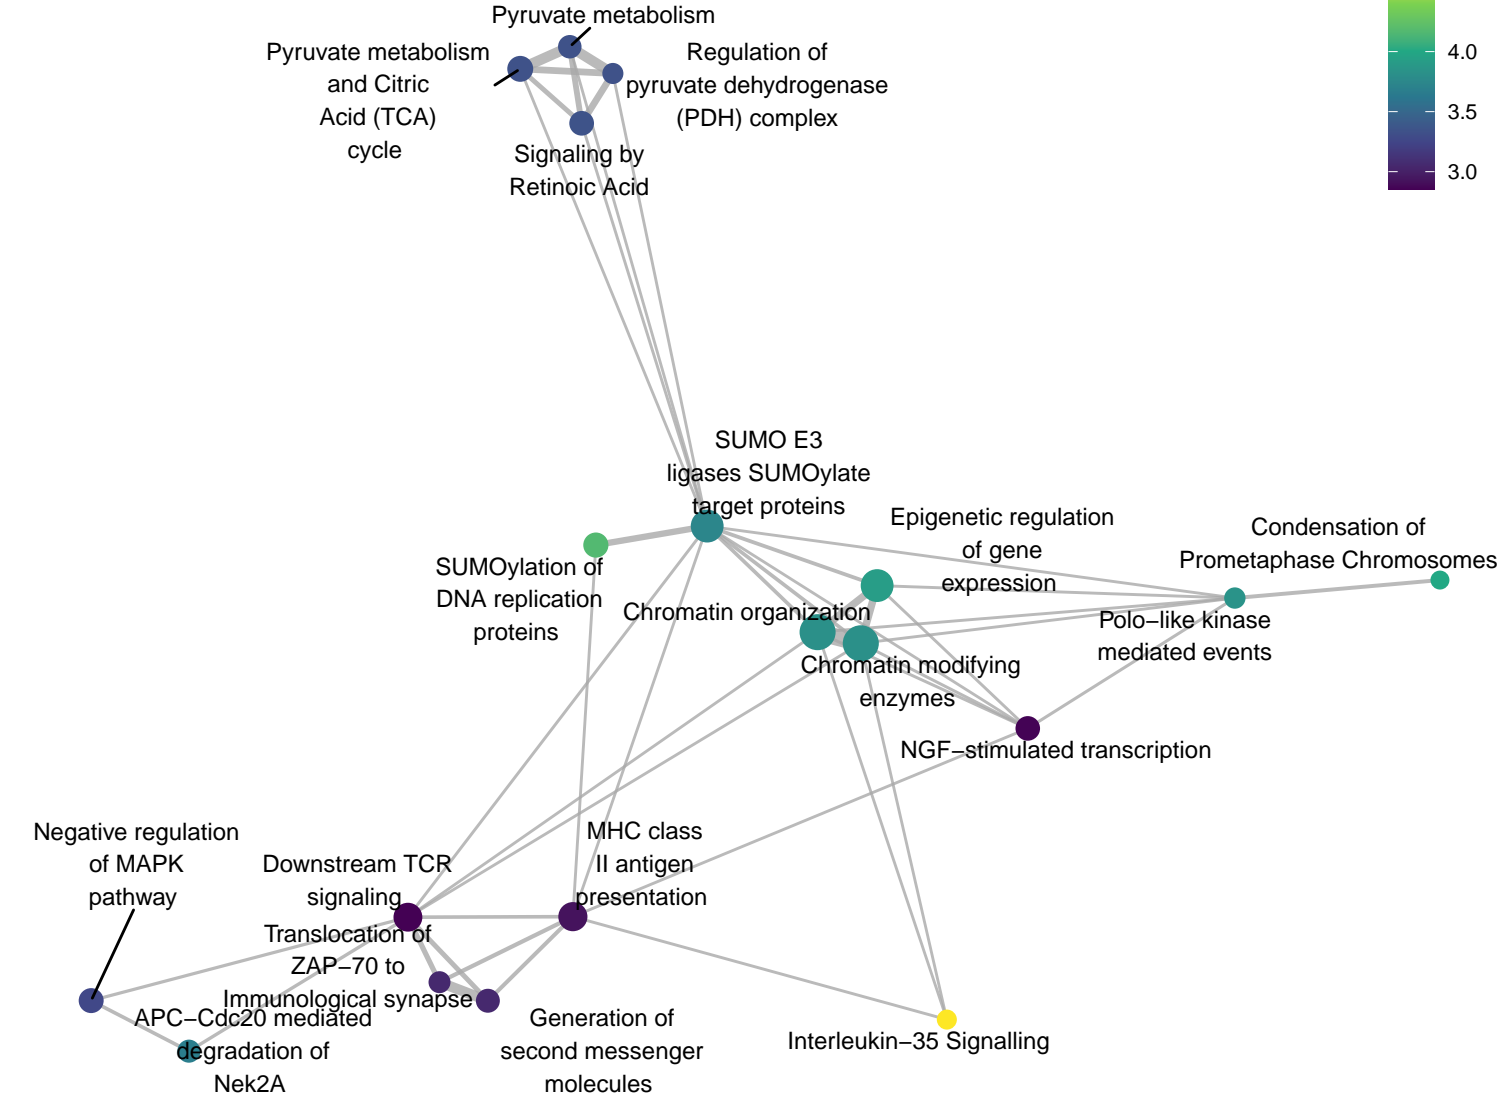 Pyruvate metabolism
Pyruvate metabolism
and Citric
Acid (TCA)
cycle
Regulation of
pyruvate dehydrogenase
(PDH) complex
Signaling by
Retinoic Acid
4.0
3.5
3.0
SUMO E3
ligases SUMOylate
target proteins
Epigenetic regulation
of gene
expression
Condensation of
Prometaphase Chromosomes
SUMOylation of
DNA replication
proteins
Chromatin organization
Polo−like kinase
mediated events
Chromatin modifying
enzymes
NGF−stimulated transcription
Negative regulation
of MAPK
pathway
Downstream TCR
signaling
MHC class
II antigen
presentation
Translocation of
ZAP−70 to
Immunological synapse
APC−Cdc20 mediated
degradation of
Nek2A
Generation of
second messenger
molecules
Interleukin−35 Signalling